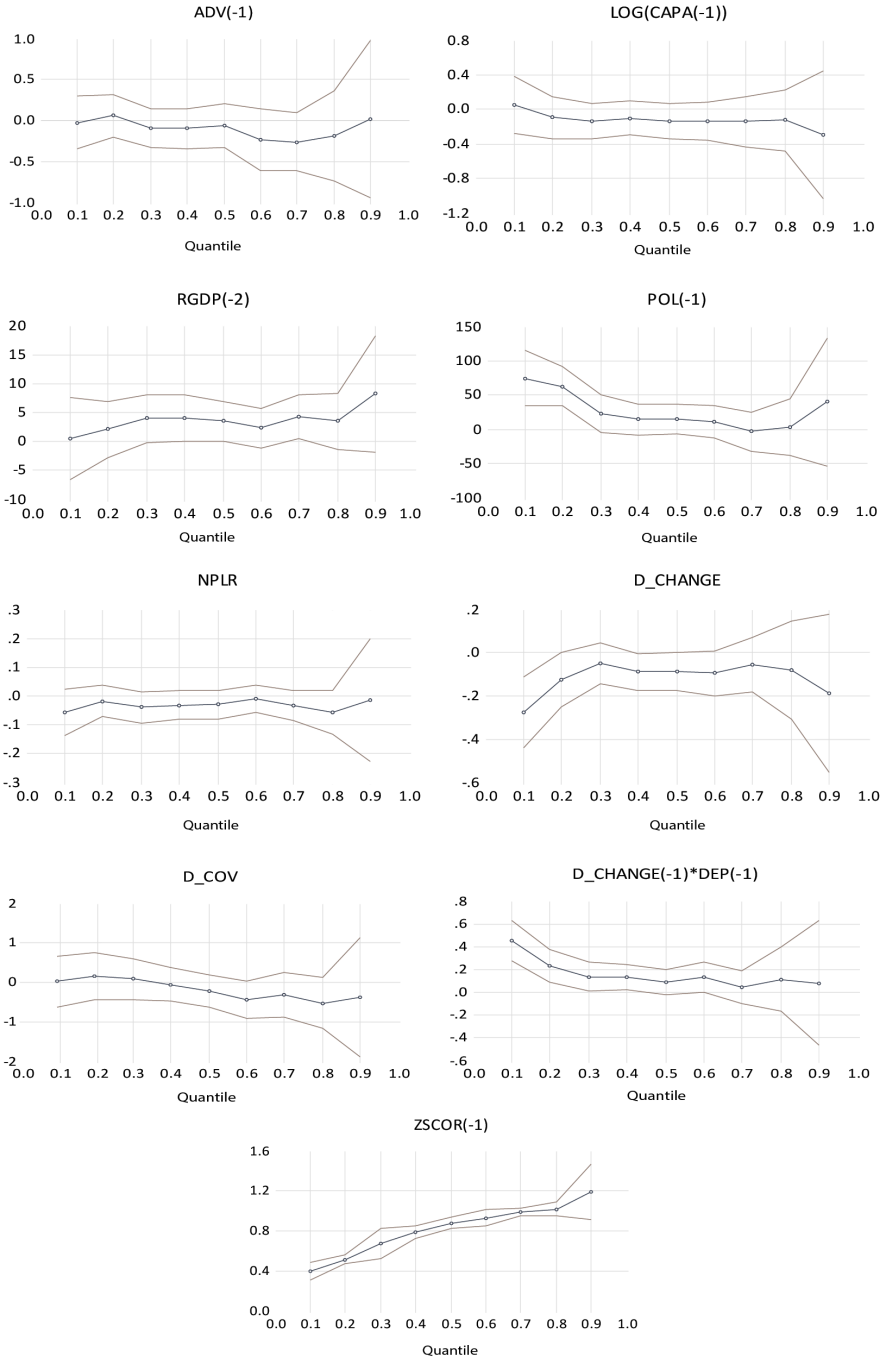 ADV(-1)
1.0
0.5
0.0
-0.5
-1.0
0.0 0.1 0.2 0.3 0.4 0.5 0.6 0.7 0.8 0.9 1.0
Quantile
LOG(CAPA(-1))
0.8
0.4
0.0
-0.4
-0.8
-1.2
0.0 0.1 0.2 0.3 0.4 0.5 0.6 0.7 0.8 0.9 1.0
Quantile
RGDP(-2)
20
15
10
5
0
-5
-10
0.0 0.1 0.2 0.3 0.4 0.5 0.6 0.7 0.8 0.9 1.0
Quantile
POL(-1)
150
100
50
0
-50
-100
0.0 0.1 0.2 0.3 0.4 0.5 0.6 0.7 0.8 0.9 1.0
Quantile
NPLR
.3
.2
.1
.0
-.1
-.2
-.3
0.0 0.1 0.2 0.3 0.4 0.5 0.6 0.7 0.8 0.9 1.0
Quantile
D_CHANGE
.2
.0
-.2
-.4
-.6
0.0 0.1 0.2 0.3 0.4 0.5 0.6 0.7 0.8 0.9 1.0
Quantile
D_COV
2
1
0
-1
-2
0.0 0.1 0.2 0.3 0.4 0.5 0.6 0.7 0.8 0.9 1.0
Quantile
D_CHANGE(-1)*DEP(-1)
.8
.6
.4
.2
.0
-.2
-.4
-.6
0.0 0.1 0.2 0.3 0.4 0.5 0.6 0.7 0.8 0.9 1.0
Quantile
ZSCOR(-1)
1.6
1.2
0.8
0.4
0.0
0.0 0.1 0.2 0.3 0.4 0.5 0.6 0.7 0.8 0.9 1.0
Quantile